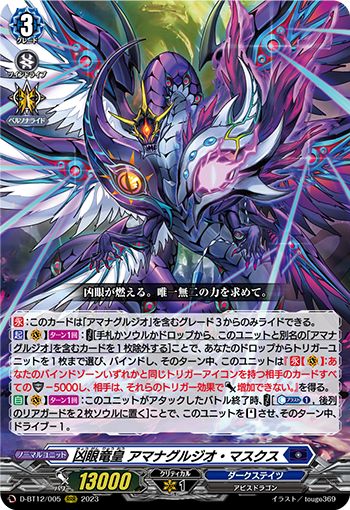 3
グレード
ツインドライブ
ペルソナライド
凶眼が燃える。唯一無二の力を求めて。
永:このカードは「アマナグルジオ」を含むグレード3からのみライドできる。
起【V】ターン1回:【[手札かソウルかドロップから、このユニットと別名の「アマナ
グルジオ」を含むカードを1枚除外する]ことで、あなたのドロップからトリガーユ
ニットを1枚まで選び、バインドし、そのターン中、このユニットは『永【V】:あ
なたのバインドゾーンいずれかと同じトリガーアイコンを持つ相手のカードすべ
ての -5000し、相手は、それらのトリガー効果で 増加できない。』を得る。
自【V】ターン1回:このユニットがアタックしたバトル終了時、
列のリアガードを2枚ソウルに置く]ことで、このユニットを スタンドさせ、そのターン中、
ドライブ-1。
ノーマルユニット
凶眼竜皇 アマナグルジオ・マスクス
パワー
13000
クリティカル
1
ダークステイツ
アビスドラゴン
D-BT12/005 RRR 2023
イラスト/tougo369